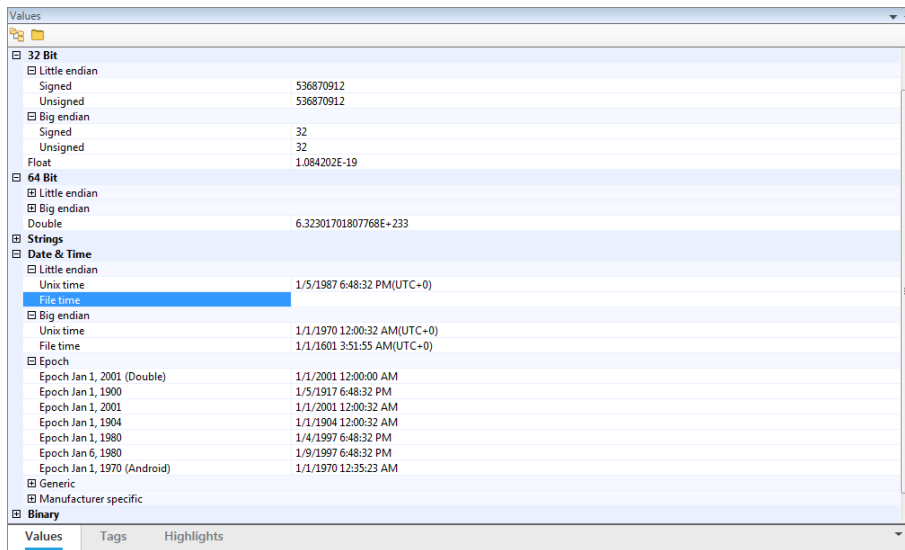 Values
32 Bit
Little endian
Signed 536870912
Unsigned 536870912
Big endian
Signed 32
Unsigned 32
Float 1.084202E-19
64 Bit
Little endian
Big endian
Double 6.32301701807768E+233
Strings
Date & Time
Little endian
Unix time 1/5/1987 6:48:32 PM(UTC+0)
File time
Big endian
Unix time 1/1/1970 12:00:32 AM(UTC+0)
File time 1/1/1601 3:51:55 AM(UTC+0)
Epoch
Epoch Jan 1, 2001 (Double) 1/1/2001 12:00:00 AM
Epoch Jan 1, 1900 1/5/1917 6:48:32 PM
Epoch Jan 1, 2001 1/1/2001 12:00:32 AM
Epoch Jan 1, 1904 1/1/1904 12:00:32 AM
Epoch Jan 1, 1980 1/4/1997 6:48:32 PM
Epoch Jan 6, 1980 1/9/1997 6:48:32 PM
Epoch Jan 1, 1970 (Android) 1/1/1970 12:35:23 AM
Generic
Manufacturer specific
Binary
Values Tags Highlights